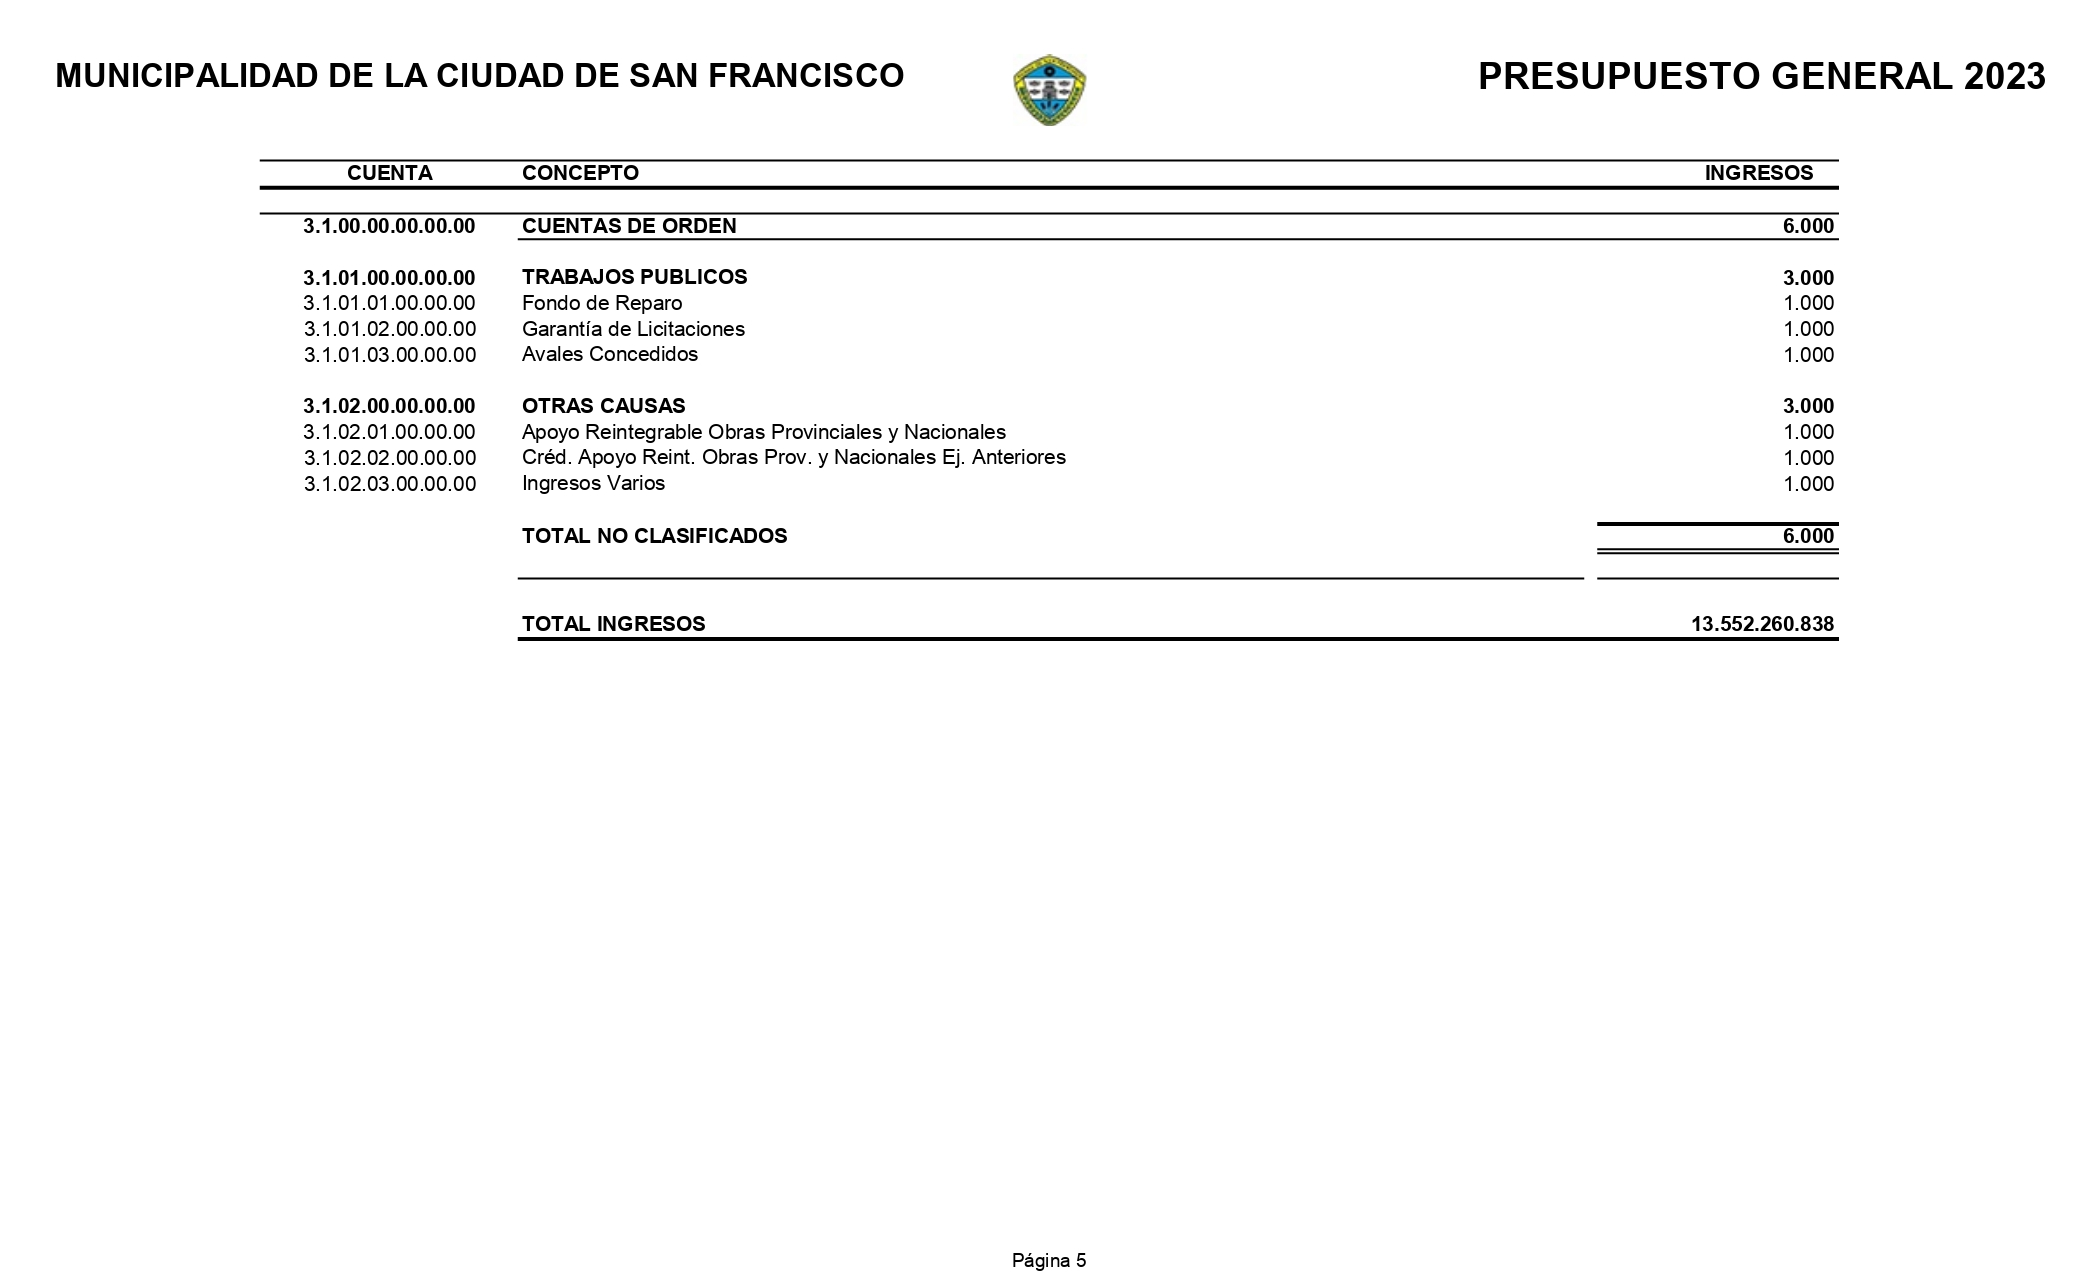 MUNICIPALIDAD DE LA CIUDAD DE SAN FRANCISCO PRESUPUESTO GENERAL 2023
CUENTA CONCEPTO INGRESOS
3.1.00.00.00.00.00 CUENTAS DE ORDEN 6.000
3.1.01.00.00.00.00 TRABAJOS PUBLICOS 3.000
3.1.01.01.00.00.00 Fondo de Reparo 1.000
3.1.01.02.00.00.00 Garantía de Licitaciones 1.000
3.1.01.03.00.00.00 Avales Concedidos 1.000
3.1.02.00.00.00.00 OTRAS CAUSAS 3.000
3.1.02.01.00.00.00 Apoyo Reintegrable Obras Provinciales y Nacionales 1.000
3.1.02.02.00.00.00 Créd. Apoyo Reint. Obras Prov. y Nacionales Ej. Anteriores 1.000
3.1.02.03.00.00.00 Ingresos Varios 1.000
TOTAL NO CLASIFICADOS 6.000
TOTAL INGRESOS 13.552.260.838
Página 5